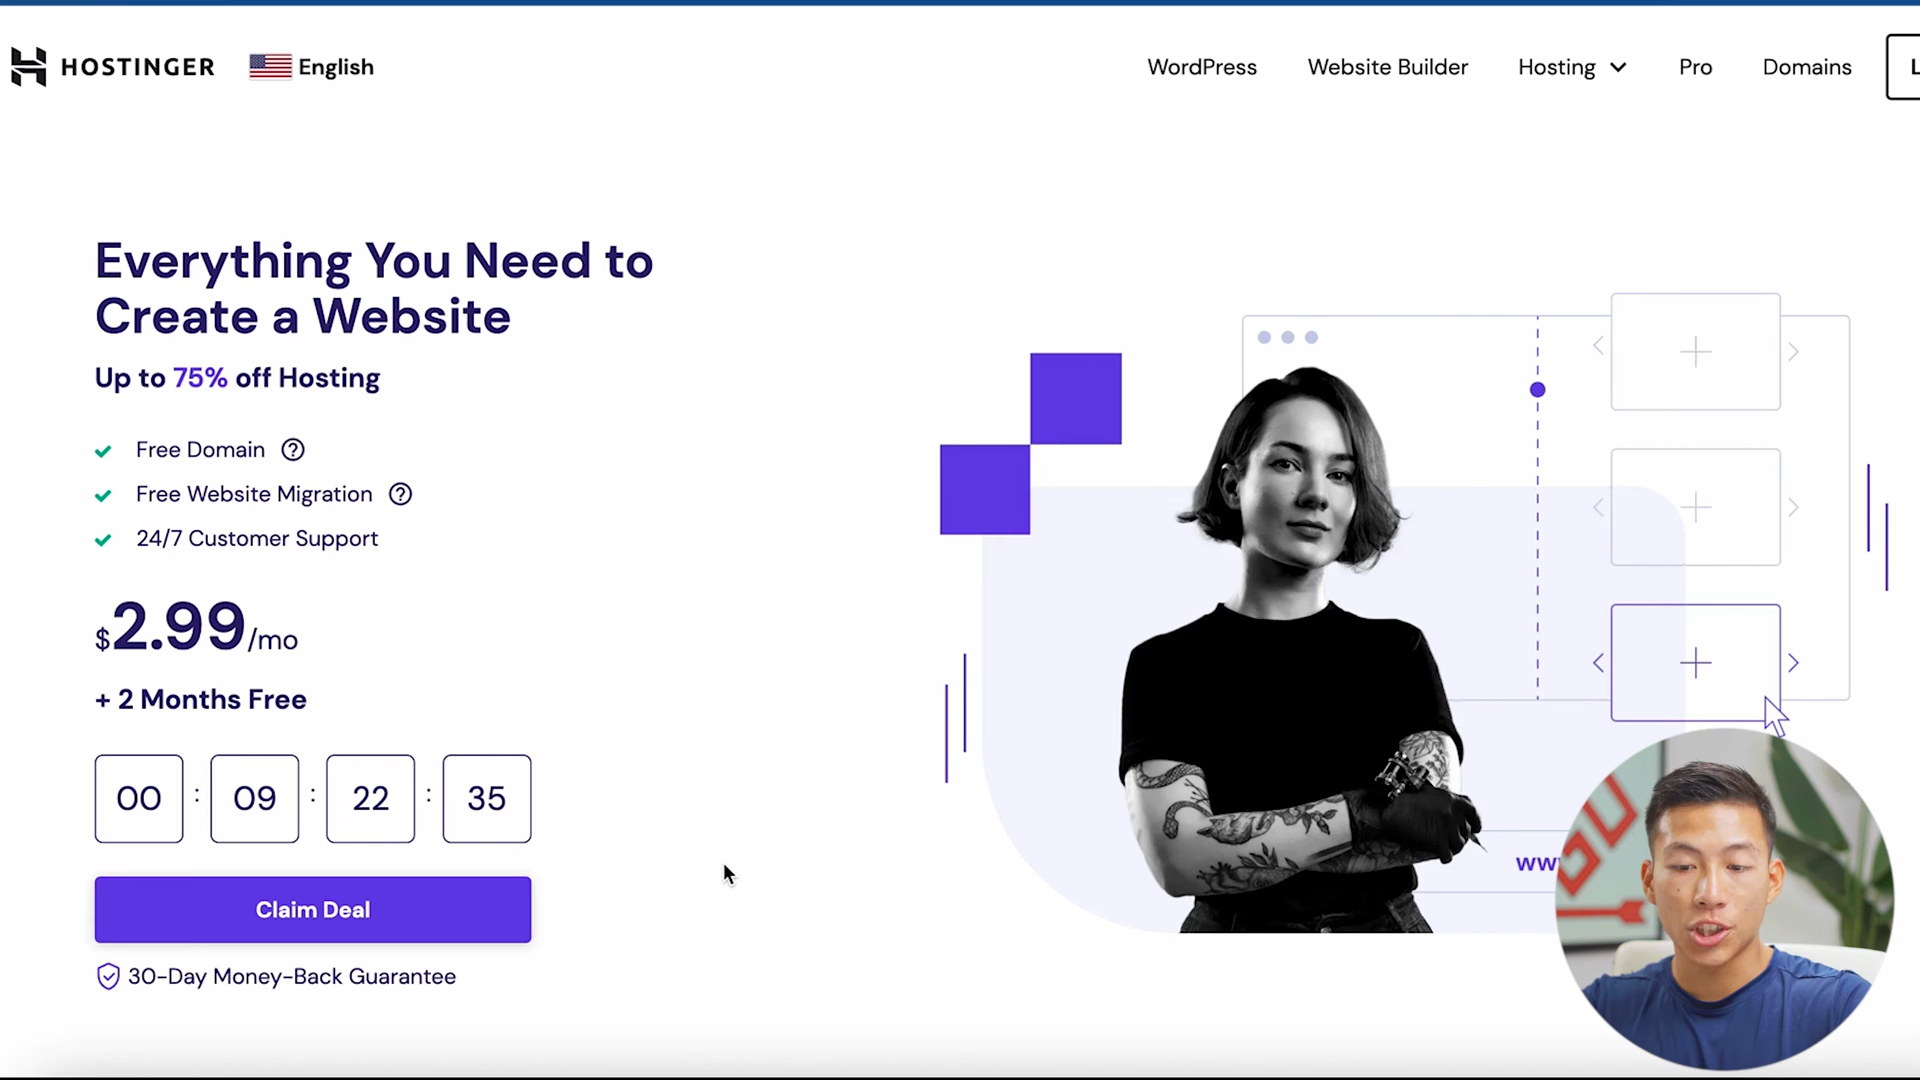 HOSTINGER
English
WordPress
Website Builder
Hosting
Pro
Domains
L
Everything You Need to
Create a Website
Up to 75% off Hosting
Free Domain
Free Website Migration
24/7 Customer Support
$2.99/mo
+ 2 Months Free
00 : 09 : 22 : 35
Claim Deal
30-Day Money-Back Guarantee